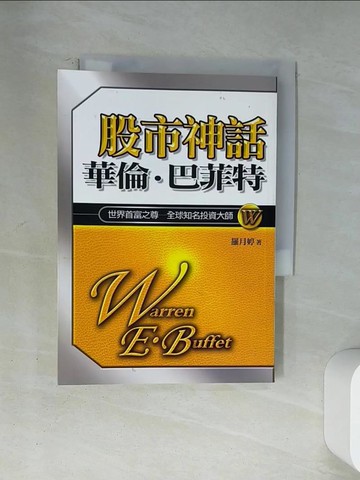 股市神話
華倫·巴菲特
世界首富之尊 全球知名投資大師
W
羅月婷 著
Warren
E·Buffet